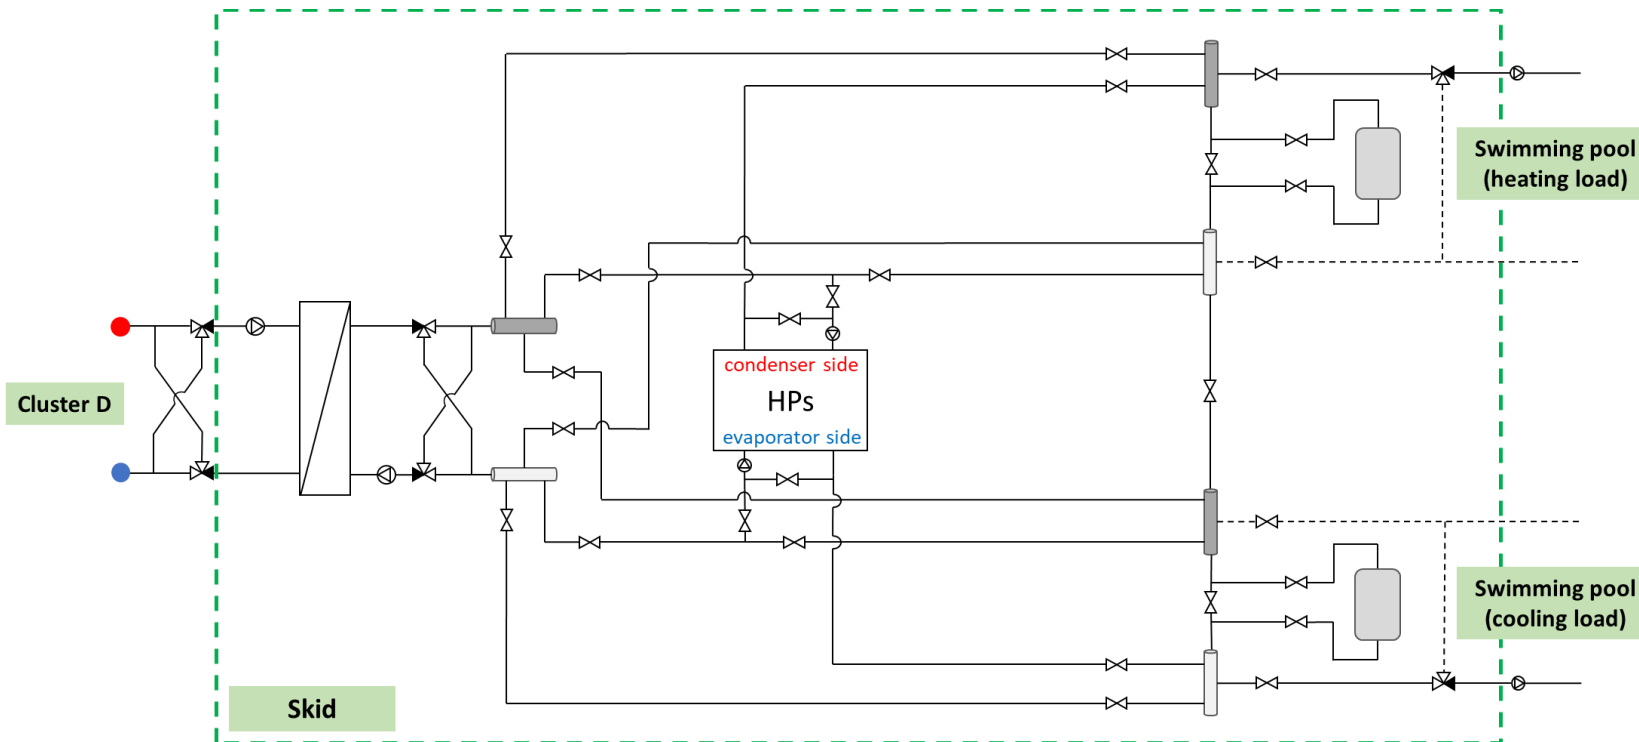 Swimming pool
(heating load)
condenser side
HPs
evaporator side
Cluster D
Swimming pool
(cooling load)
Skid